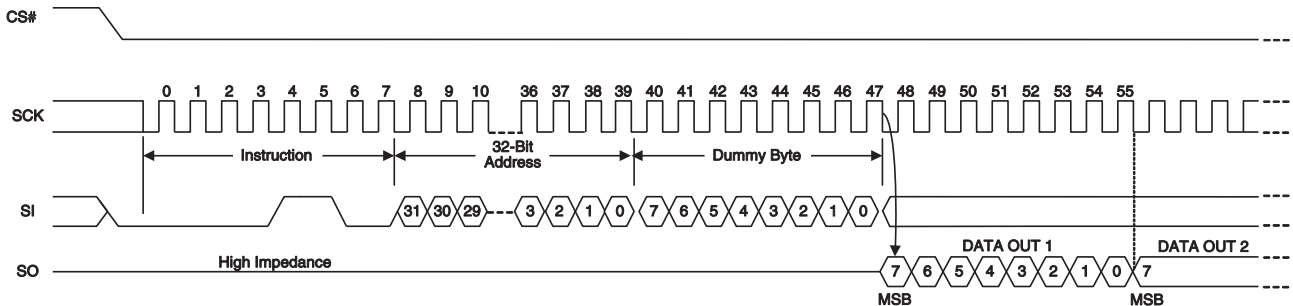 CS#
0 1 2 3 4 5 6 7 8 9 10 36 37 38 39 40 41 42 43 44 45 46 47 48 49 50 51 52 53 54 55
SCK
Instruction
32-Bit
Address
Dummy Byte
SI
31 30 29 3 2 1 0 7 6 5 4 3 2 1 0
DATA OUT 1
DATA OUT 2
High Impedance
SO
7 6 5 4 3 2 1 0 7
MSB
MSB